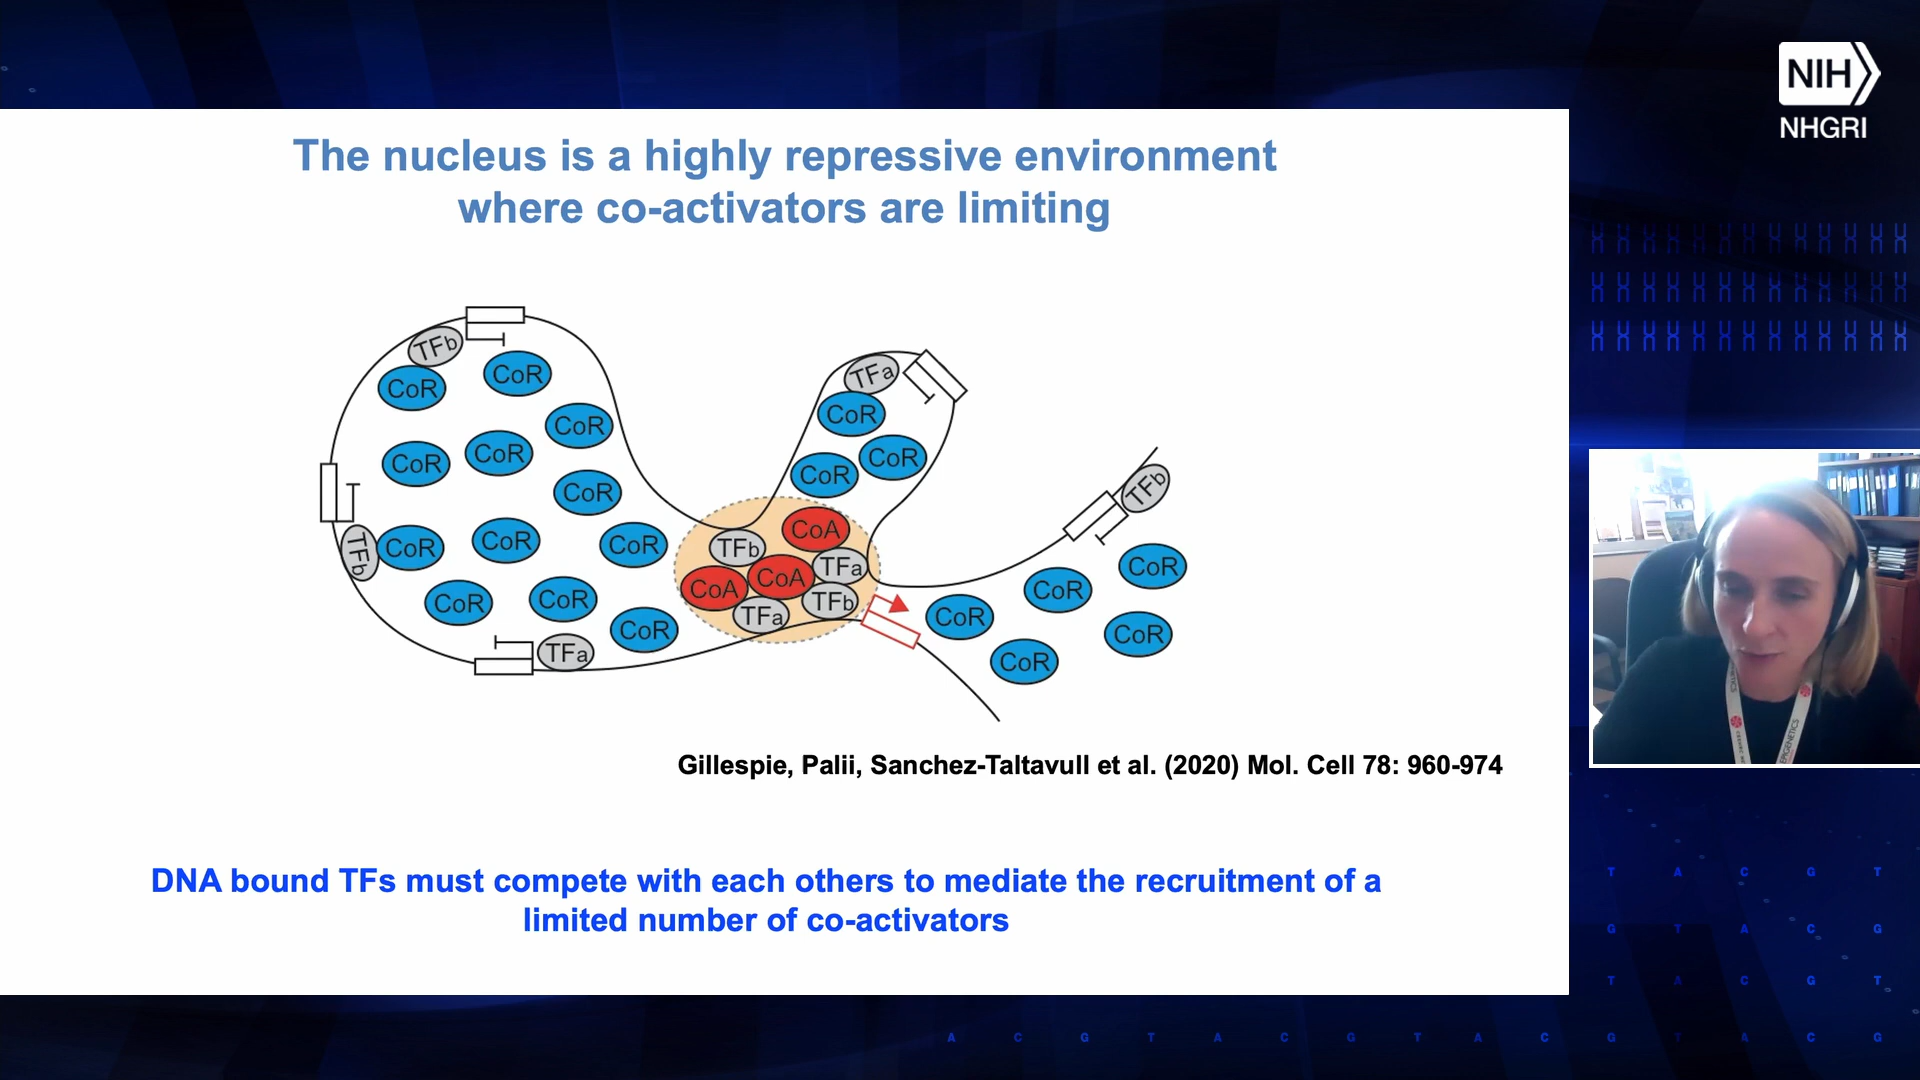 NIH
NHGRI
The nucleus is a highly repressive environment
where co-activators are limiting
TFb
CoR
CoR
CoR
CoR
CoR
CoR
TFb
CoR
CoR
CoR
CoR
CoR
CoR
TFa
TFa
CoR
CoR
CoR
TFb
CoA
TFa
CoA
CoA
TFb
TFa
TFb
CoR
CoR
CoR
CoR
CoR
Gillespie, Palii, Sanchez-Taltavull et al. (2020) Mol. Cell 78: 960-974
DNA bound TFs must compete with each others to mediate the recruitment of a
limited number of co-activators
EPIGENETICS
T A C G T
G T A C G
T A C G T
A C G T A C G T A C G T A C G